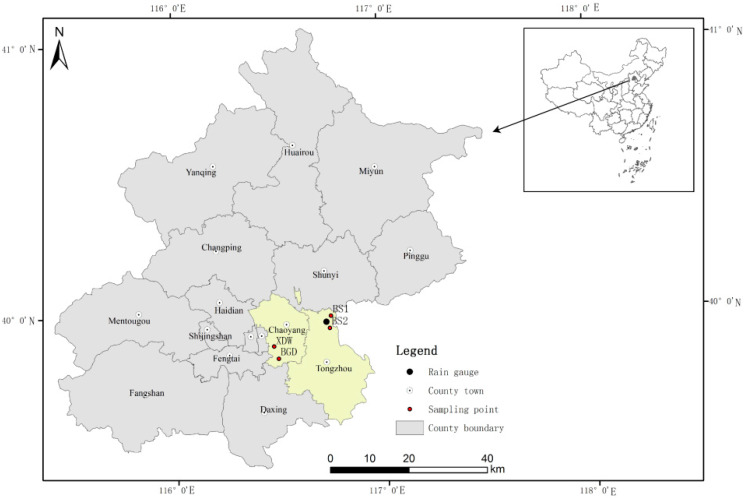 116° 0′E
117° 0′E
118° 0′E
41° 0′N
41° 0′N
N
Huairou
Yanqing
Miyun
Changping
Pinggu
Shunyi
BS1
Haidian
40° 0′N
40° 0′N
Mentougou
Chaoyang
BS2
Shijingshan
XDW
BGD
Fengtai
Tongzhou
Fangshan
Daxing
Legend
Rain gauge
County town
Sampling point
County boundary
0 10 20 40
km
116° 0′E
117° 0′E
118° 0′E